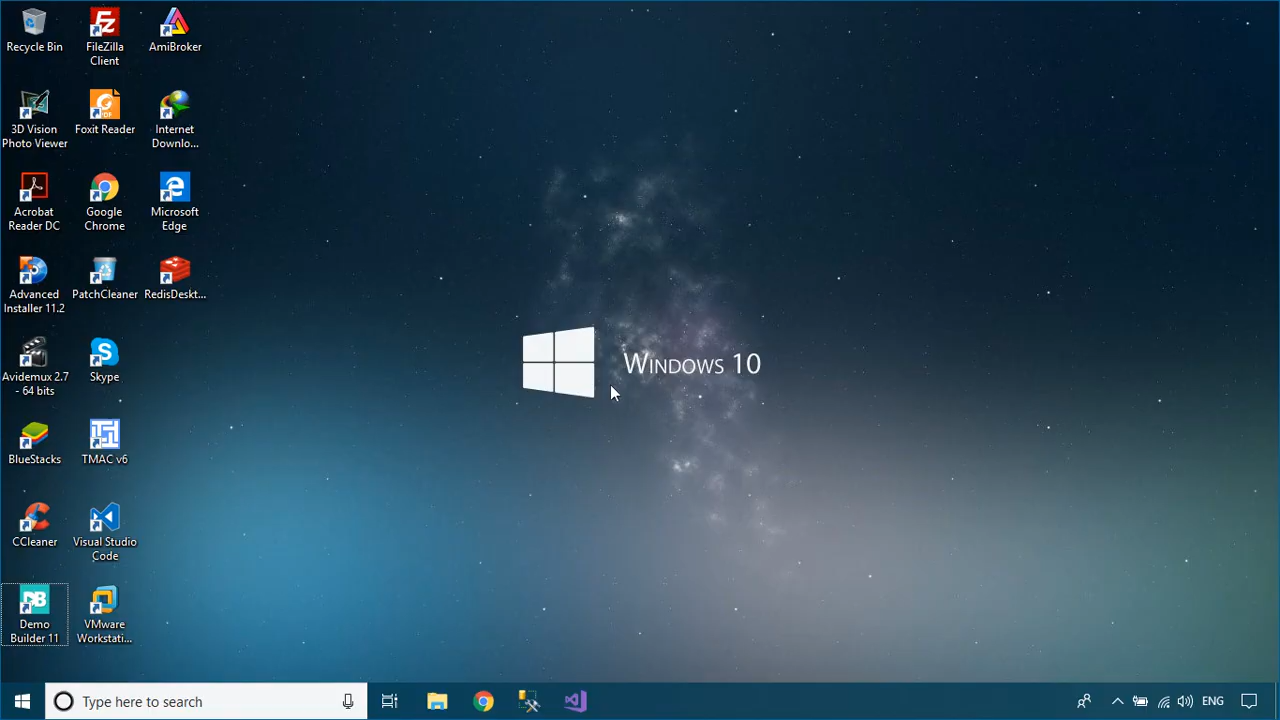 Recycle Bin
FileZilla
Client
AmiBroker
3D Vision
Photo Viewer
Foxit Reader
PDF
Internet
Downlo...
Acrobat
Reader DC
Google
Chrome
Microsoft
Edge
Advanced
Installer 11.2
PatchCleaner
RedisDeskt...
Avidemux 2.7
- 64 bits
Skype
WINDOWS 10
BlueStacks
TMAC v6
CCleaner
Visual Studio
Code
DB
Demo
Builder 11
VMware
Workstati...
Type here to search
ENG